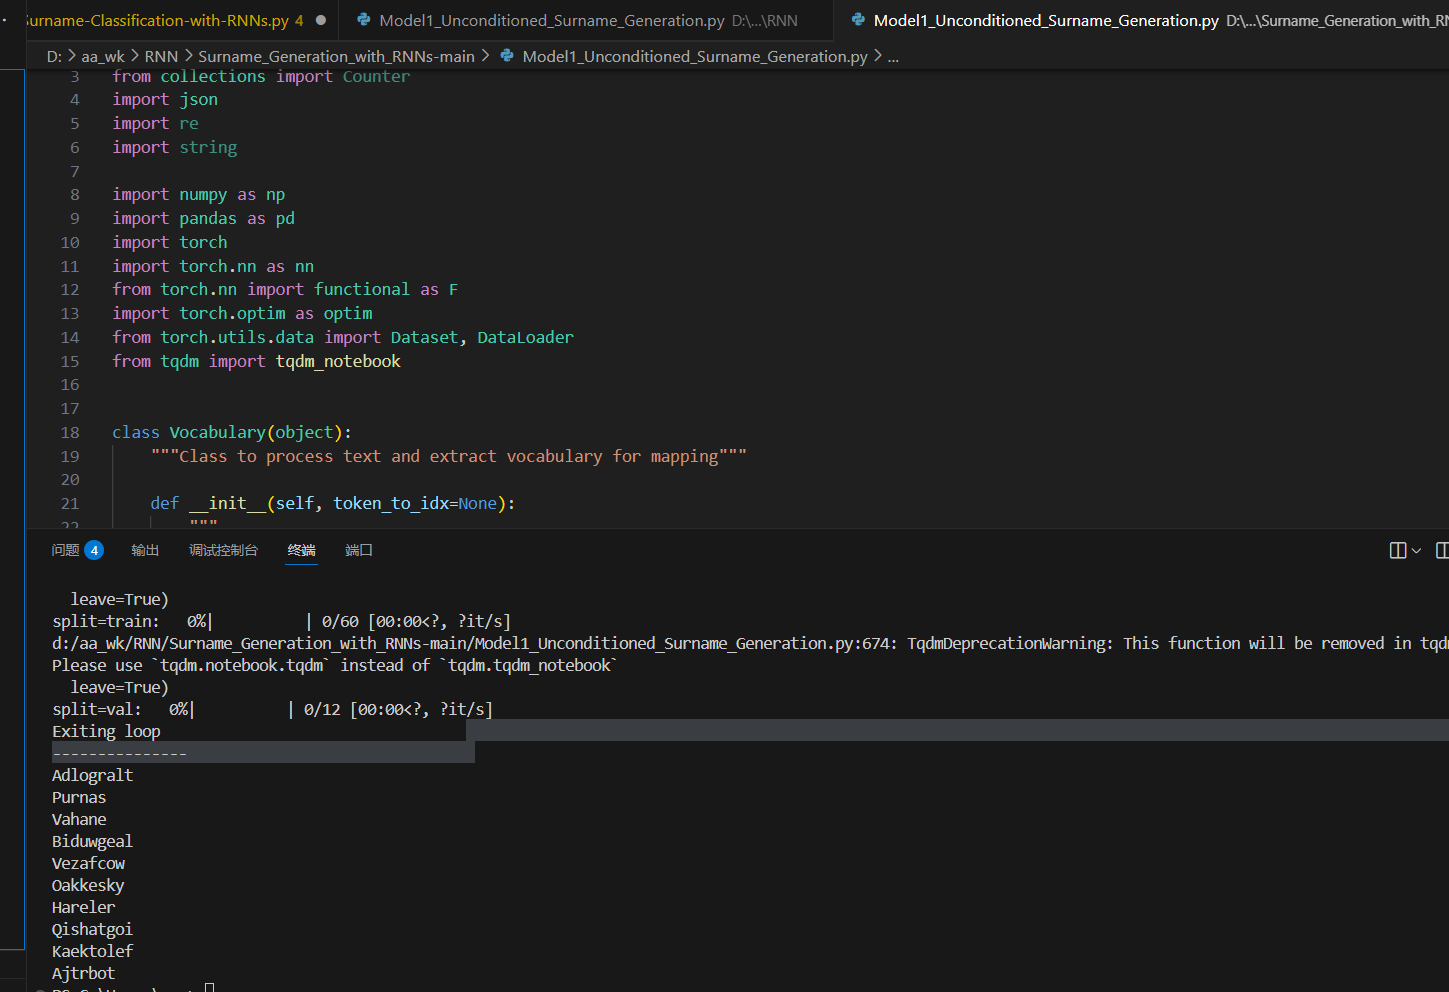 Surname-Classification-with-RNNs.py 4 Model1_Unconditioned_Surname_Generation.py D:\...\RNN Model1_Unconditioned_Surname_Generation.py D:\...\Surname_Generation_with_RN
D: > aa_wk > RNN > Surname_Generation_with_RNNs-main > Model1_Unconditioned_Surname_Generation.py > ...
3 from collections import Counter
4 import json
5 import re
6 import string
7
8 import numpy as np
9 import pandas as pd
10 import torch
11 import torch.nn as nn
12 from torch.nn import functional as F
13 import torch.optim as optim
14 from torch.utils.data import Dataset, DataLoader
15 from tqdm import tqdm_notebook
16
17
18 class Vocabulary(object):
19 """Class to process text and extract vocabulary for mapping"""
20
21 def __init__(self, token_to_idx=None):
22 """
问题 4 输出 调试控制台 终端 端口
leave=True)
split=train: 0%| | 0/60 [00:00<?, ?it/s]
d:/aa_wk/RNN/Surname_Generation_with_RNNs-main/Model1_Unconditioned_Surname_Generation.py:674: TqdmDeprecationWarning: This function will be removed in tqd
Please use `tqdm.notebook.tqdm` instead of `tqdm.tqdm_notebook`
leave=True)
split=val: 0%| | 0/12 [00:00<?, ?it/s]
Exiting loop
---------------
Adlogralt
Purnas
Vahane
Biduwgeal
Vezafcow
Oakkesky
Hareler
Qishatgoi
Kaektolef
Ajtrbot